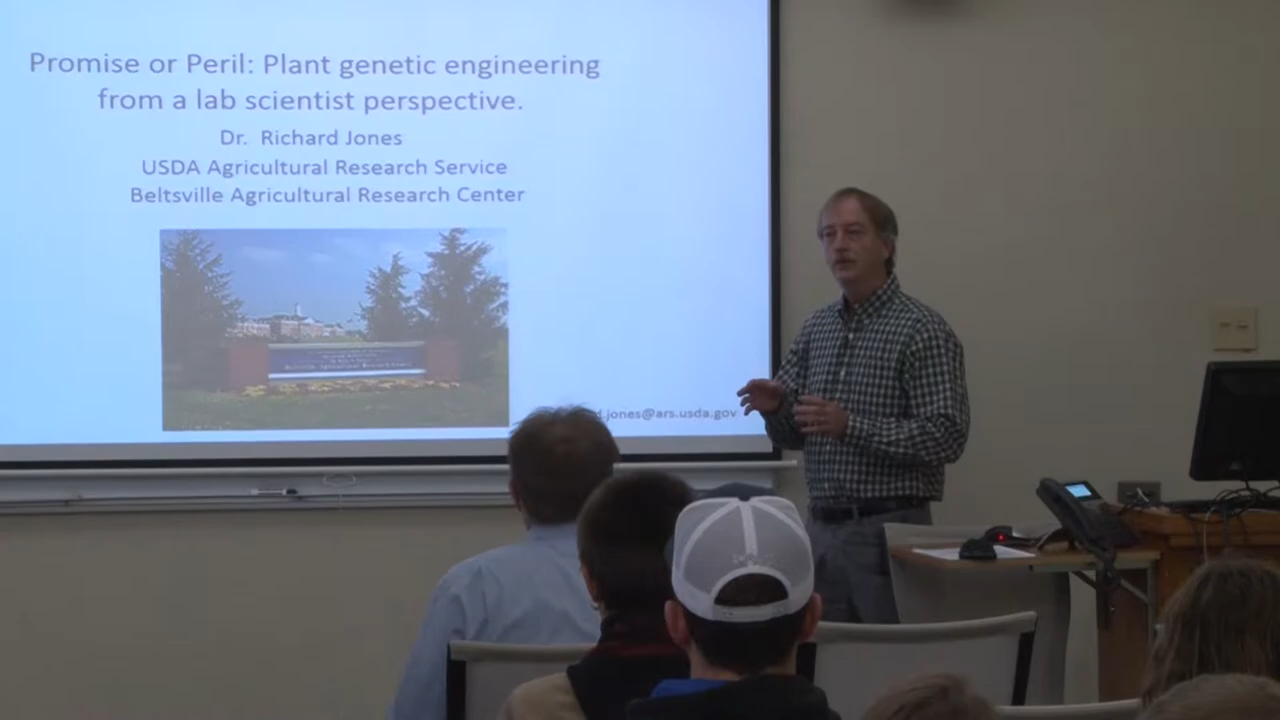 Promise or Peril: Plant genetic engineering
from a lab scientist perspective.
Dr. Richard Jones
USDA Agricultural Research Service
Beltsville Agricultural Research Center
d.jones@ars.usda.gov